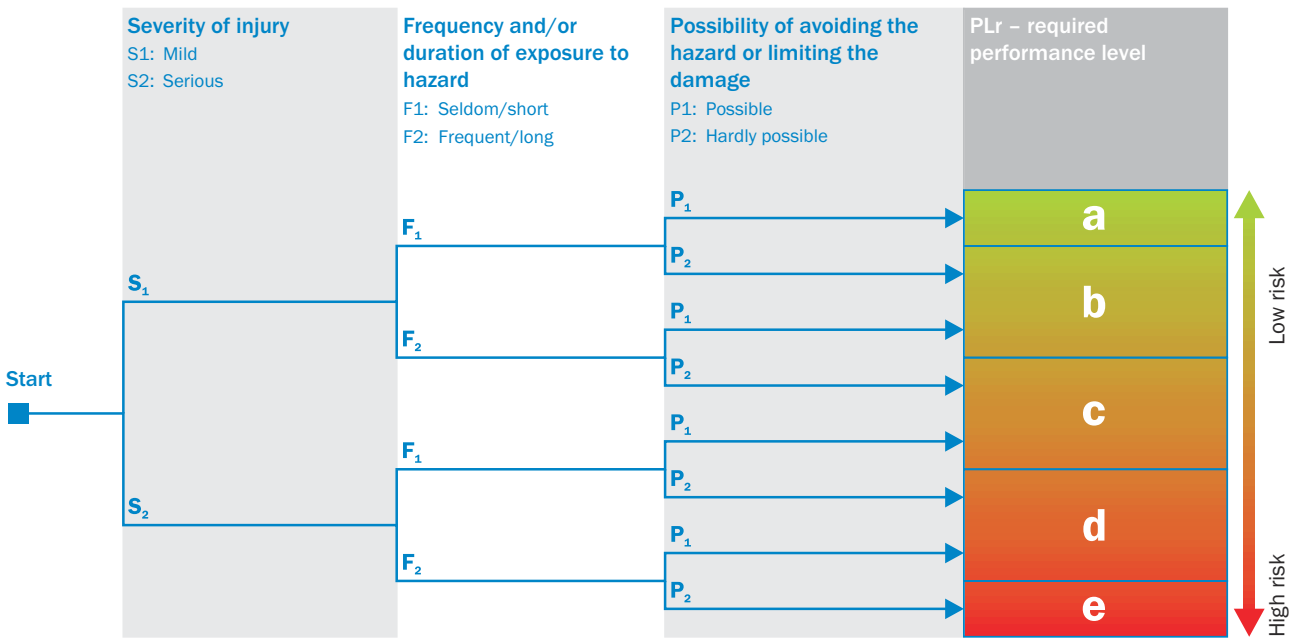 Severity of injury
S1: Mild
S2: Serious
Frequency and/or
duration of exposure to
hazard
F1: Seldom/short
F2: Frequent/long
Possibility of avoiding the
hazard or limiting the
damage
P1: Possible
P2: Hardly possible
PLr – required
performance level
Start
S₁
S₂
F₁
F₂
F₁
F₂
P₁
P₂
P₁
P₂
P₁
P₂
P₁
P₂
a
b
c
d
e
Low risk
High risk